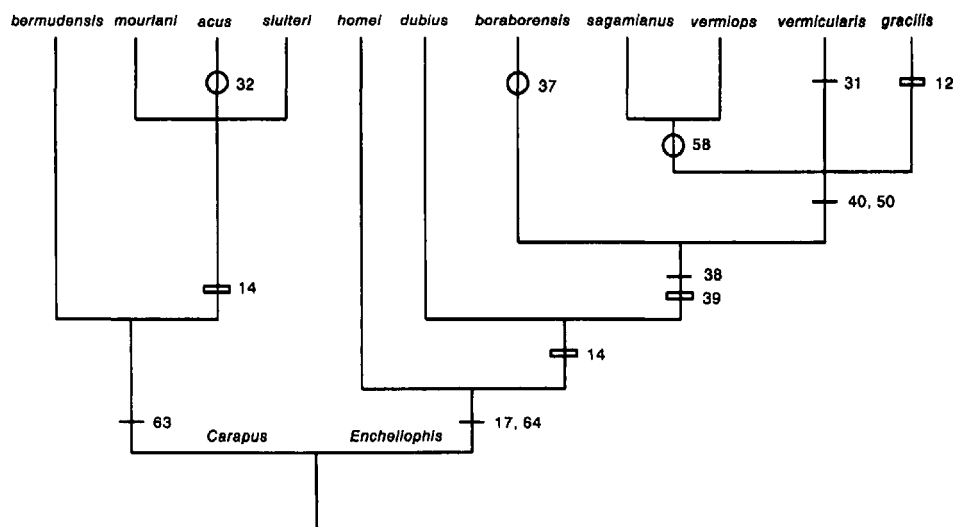 bermudensis mourlani acus sluiteri homei dubius boraborensis sagamianus vermiops vermicularis gracilis
32 37 31 12
58
40, 50
38
14 39
14
63 17, 64
Carapus Encheliophis